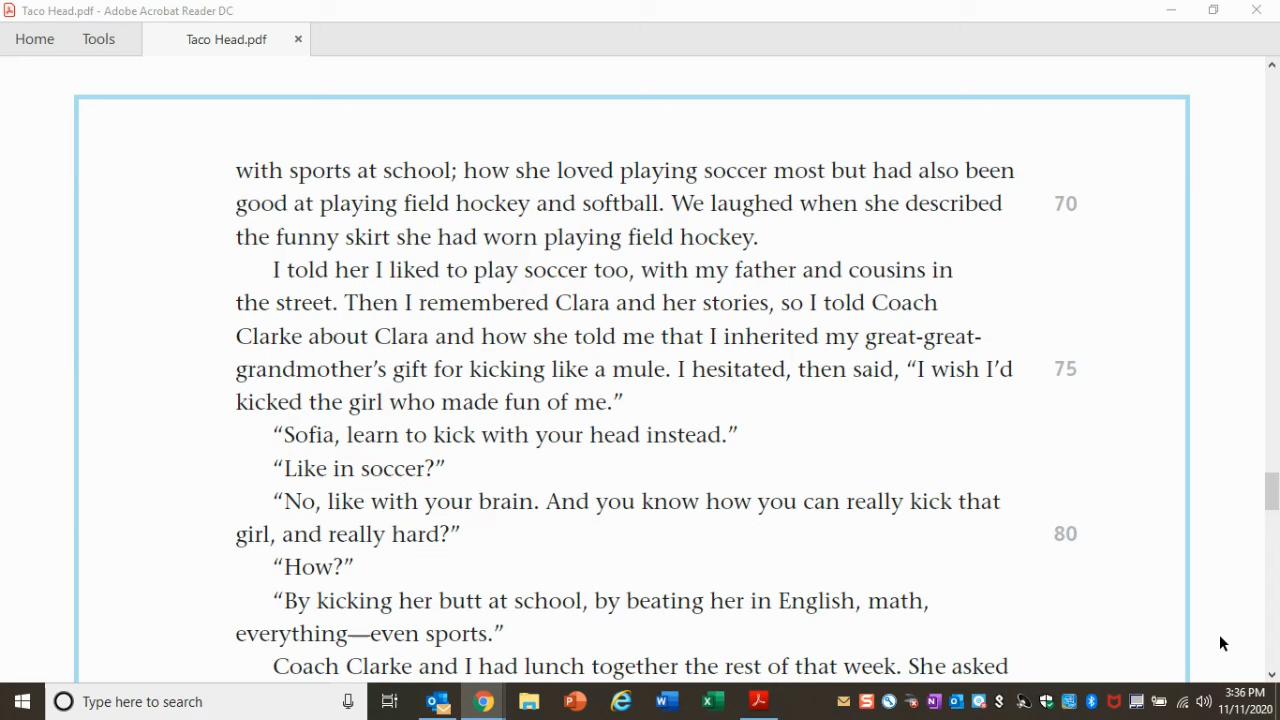 Taco Head.pdf - Adobe Acrobat Reader DC
Home Tools Taco Head.pdf
with sports at school; how she loved playing soccer most but had also been
good at playing field hockey and softball. We laughed when she described 70
the funny skirt she had worn playing field hockey.
I told her I liked to play soccer too, with my father and cousins in
the street. Then I remembered Clara and her stories, so I told Coach
Clarke about Clara and how she told me that I inherited my great-great-
grandmother’s gift for kicking like a mule. I hesitated, then said, “I wish I’d 75
kicked the girl who made fun of me.”
“Sofia, learn to kick with your head instead.”
“Like in soccer?”
“No, like with your brain. And you know how you can really kick that
girl, and really hard?” 80
“How?”
“By kicking her butt at school, by beating her in English, math,
everything—even sports.”
Coach Clarke and I had lunch together the rest of that week. She asked
Type here to search
3:36 PM
11/11/2020